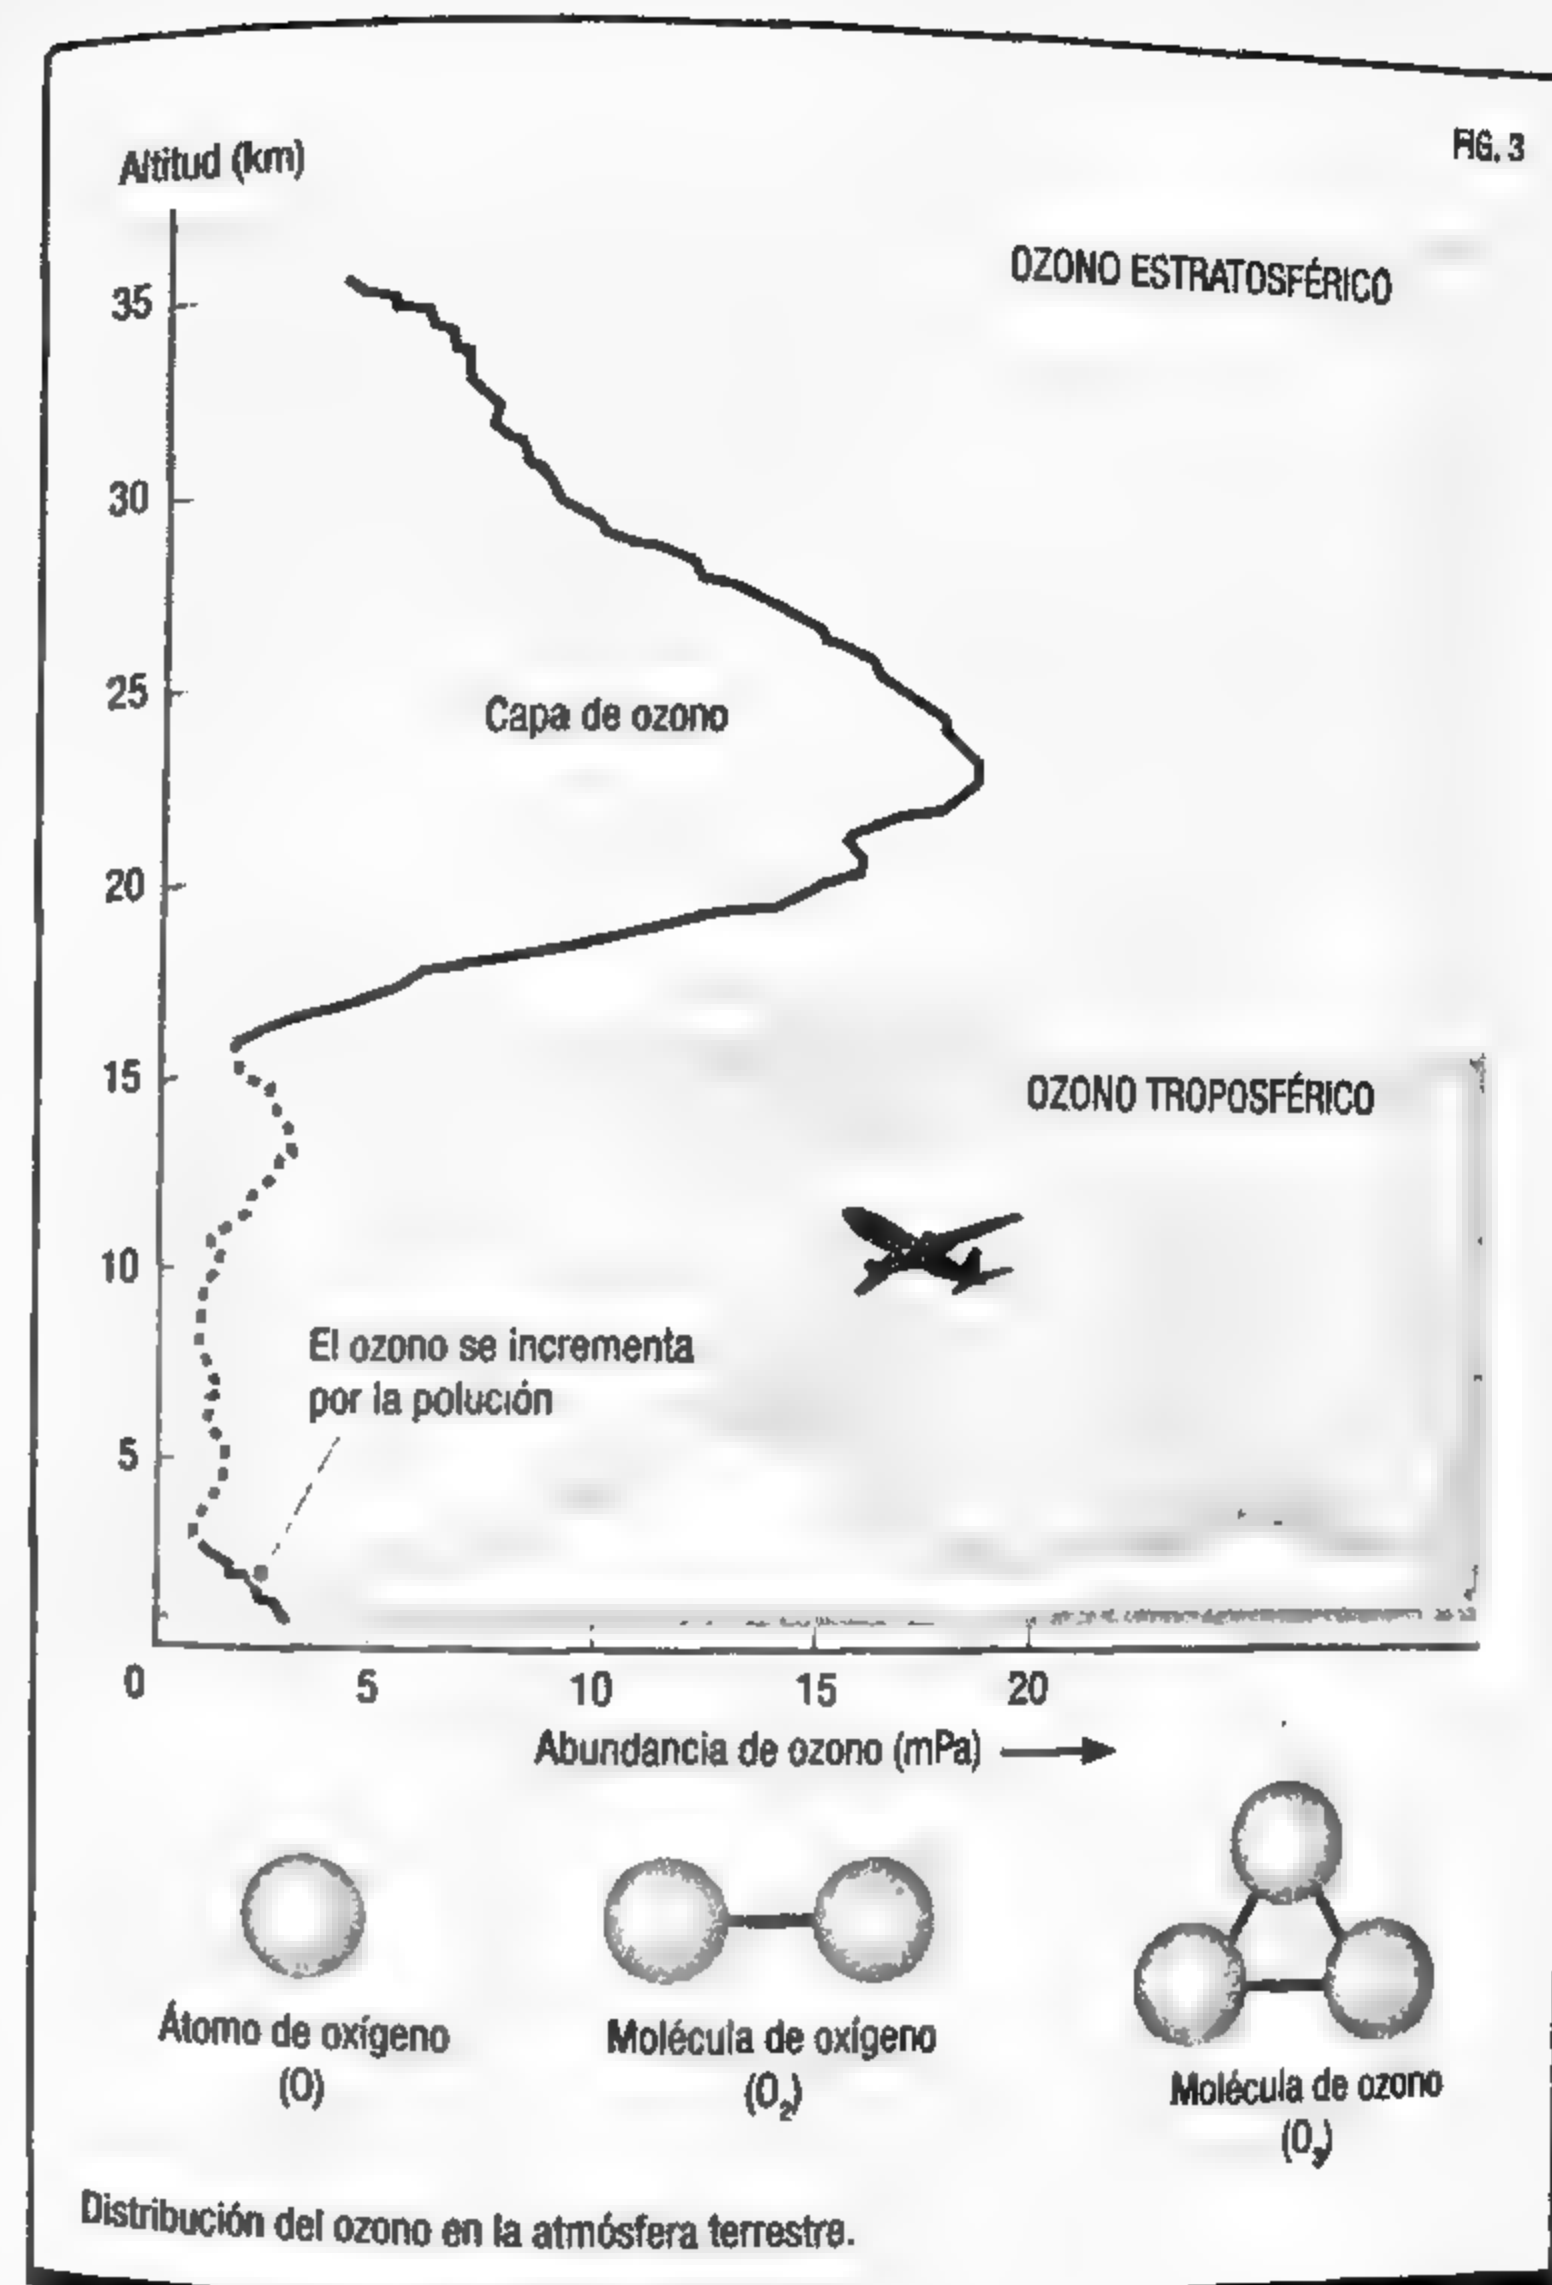 FIG. 3
Altitud (km)
OZONO ESTRATOSFÉRICO
35
30
25
Capa de ozono
20
15
OZONO TROPOSFÉRICO
10
El ozono se incrementa
por la polución
5
0 5 10 15 20
Abundancia de ozono (mPa)
Átomo de oxígeno
(O)
Molécula de oxígeno
(O₂)
Molécula de ozono
(O₃)
Distribución del ozono en la atmósfera terrestre.